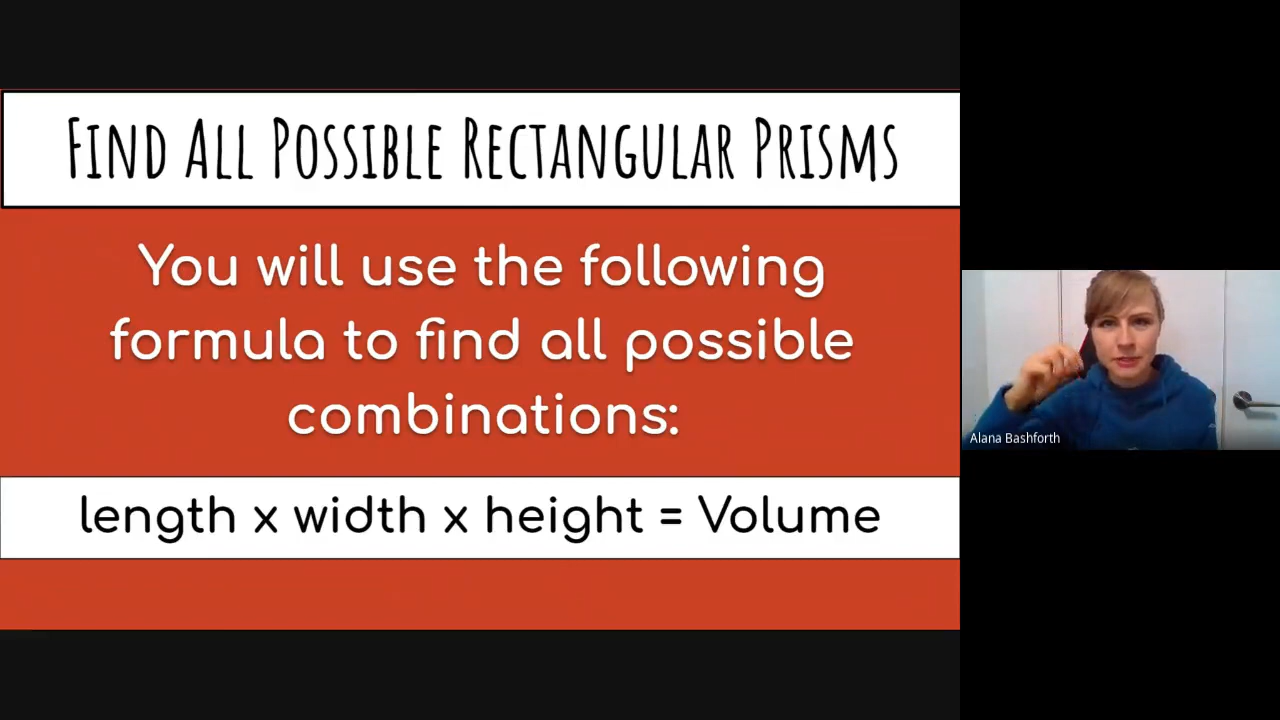 Find All Possible Rectangular Prisms
You will use the following
formula to find all possible
combinations:
length x width x height = Volume
Alana Bashforth